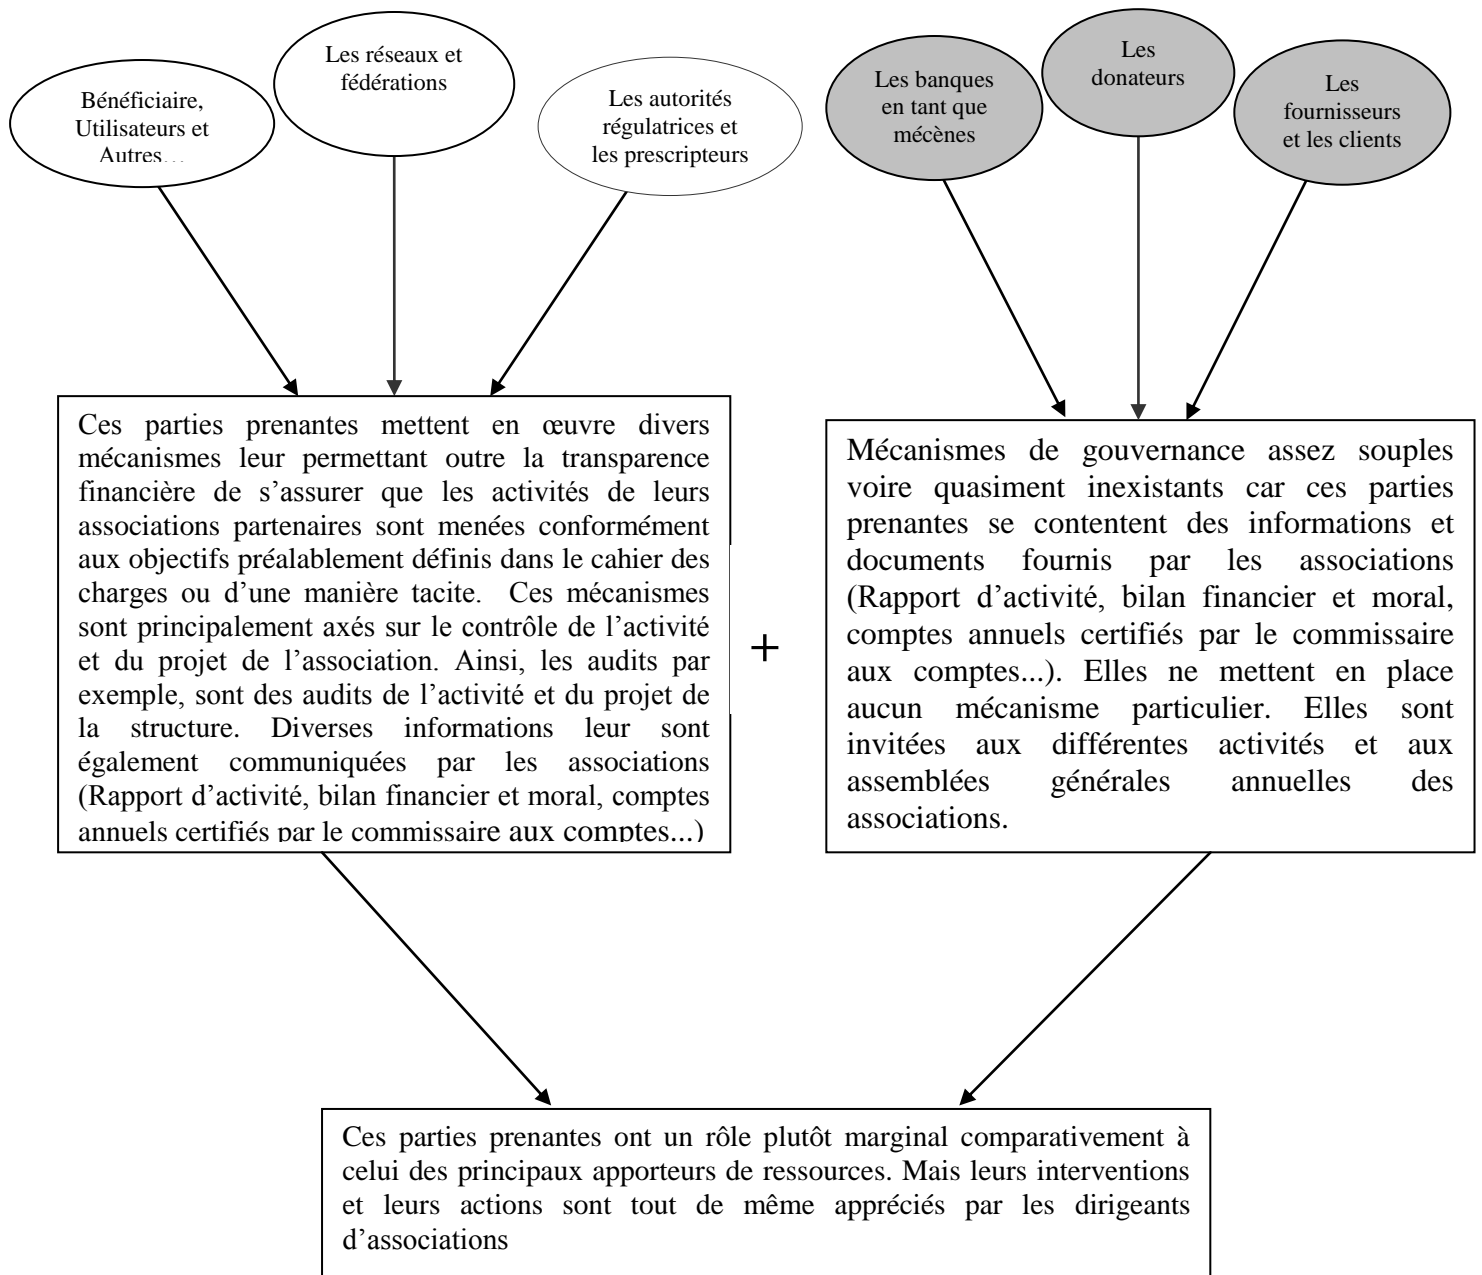 Bénéficiaire,
Utilisateurs et
Autres…
Les réseaux et
fédérations
Les autorités
régulatrices et
les prescripteurs
Les banques
en tant que
mécènes
Les
donateurs
Les
fournisseurs
et les clients
Ces parties prenantes mettent en œuvre divers
mécanismes leur permettant outre la transparence
financière de s’assurer que les activités de leurs
associations partenaires sont menées conformément
aux objectifs préalablement définis dans le cahier des
charges ou d’une manière tacite. Ces mécanismes
sont principalement axés sur le contrôle de l’activité
et du projet de l’association. Ainsi, les audits par
exemple, sont des audits de l’activité et du projet de
la structure. Diverses informations leur sont
également communiquées par les associations
(Rapport d’activité, bilan financier et moral, comptes
annuels certifiés par le commissaire aux comptes...)
+
Mécanismes de gouvernance assez souples
voire quasiment inexistants car ces parties
prenantes se contentent des informations et
documents fournis par les associations
(Rapport d’activité, bilan financier et moral,
comptes annuels certifiés par le commissaire
aux comptes...). Elles ne mettent en place
aucun mécanisme particulier. Elles sont
invitées aux différentes activités et aux
assemblées générales annuelles des
associations.
Ces parties prenantes ont un rôle plutôt marginal comparativement à
celui des principaux apporteurs de ressources. Mais leurs interventions
et leurs actions sont tout de même appréciés par les dirigeants
d’associations